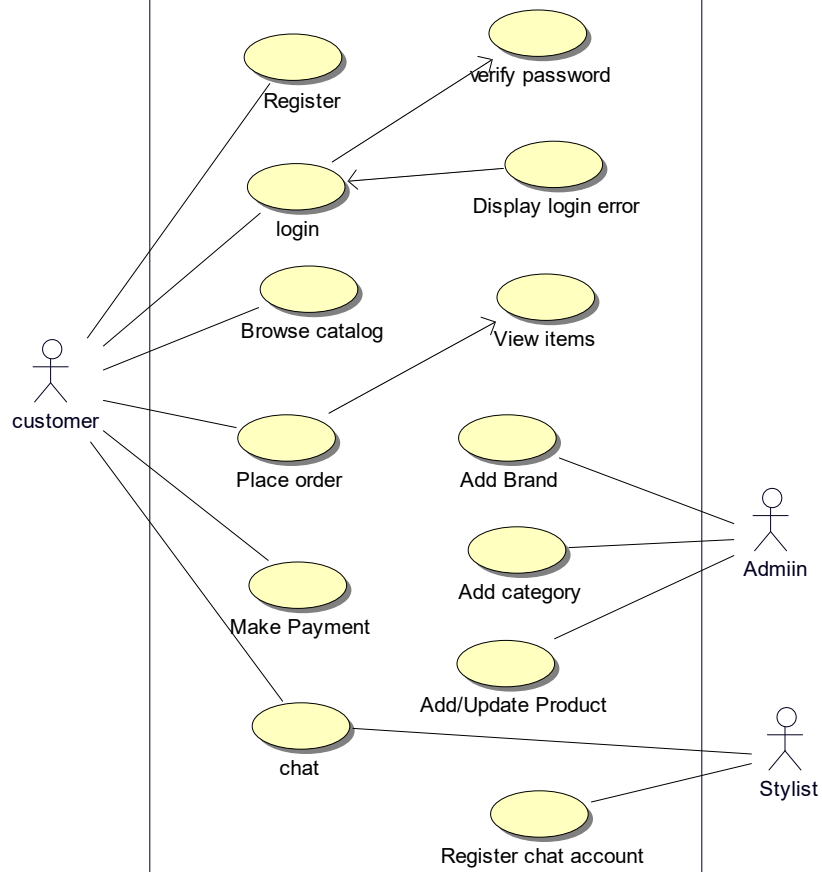 verify password
Register
Display login error
login
Browse catalog
View items
customer
Place order
Add Brand
Admiin
Add category
Make Payment
Add/Update Product
chat
Stylist
Register chat account